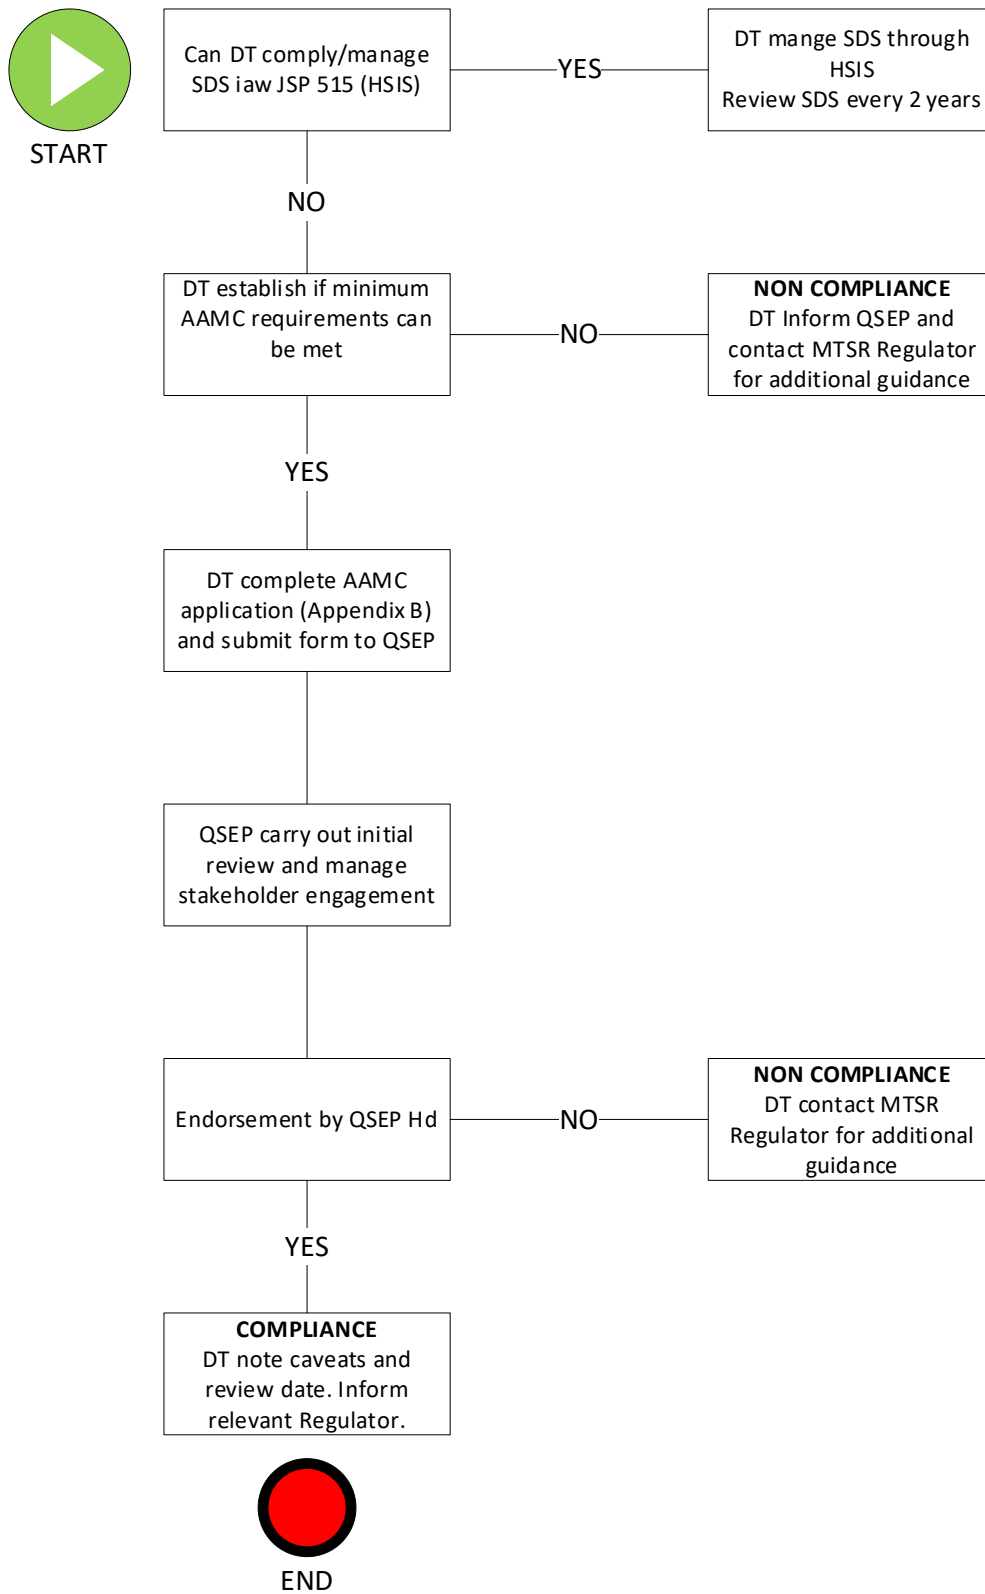 START
Can DT comply/manage
SDS iaw JSP 515 (HSIS)
YES
DT mange SDS through
HSIS
Review SDS every 2 years
NO
DT establish if minimum
AAMC requirements can
be met
NO
NON COMPLIANCE
DT Inform QSEP and
contact MTSR Regulator
for additional guidance
YES
DT complete AAMC
application (Appendix B)
and submit form to QSEP
QSEP carry out initial
review and manage
stakeholder engagement
Endorsement by QSEP Hd
NO
NON COMPLIANCE
DT contact MTSR
Regulator for additional
guidance
YES
COMPLIANCE
DT note caveats and
review date. Inform
relevant Regulator.
END